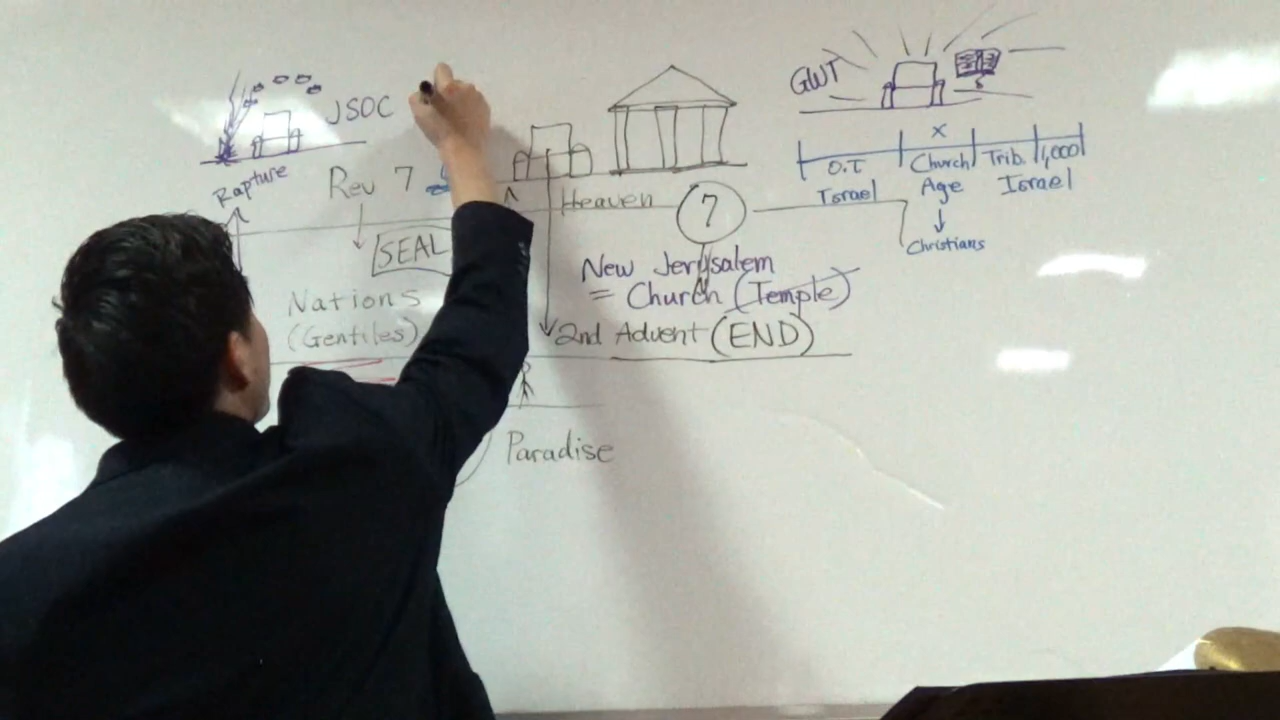 JSOC
GWT
Rapture
Rev 7
Heaven
7
X
O.T
Israel
Church
Age
Trib.
1,000
Israel
Christians
SEAL
New Jerusalem
= Church (Temple)
Nations
(Gentiles)
2nd Advent (END)
Paradise